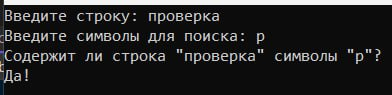 Введите строку: проверка
Введите символы для поиска: р
Содержит ли строка "проверка" символы "р"?
Да!